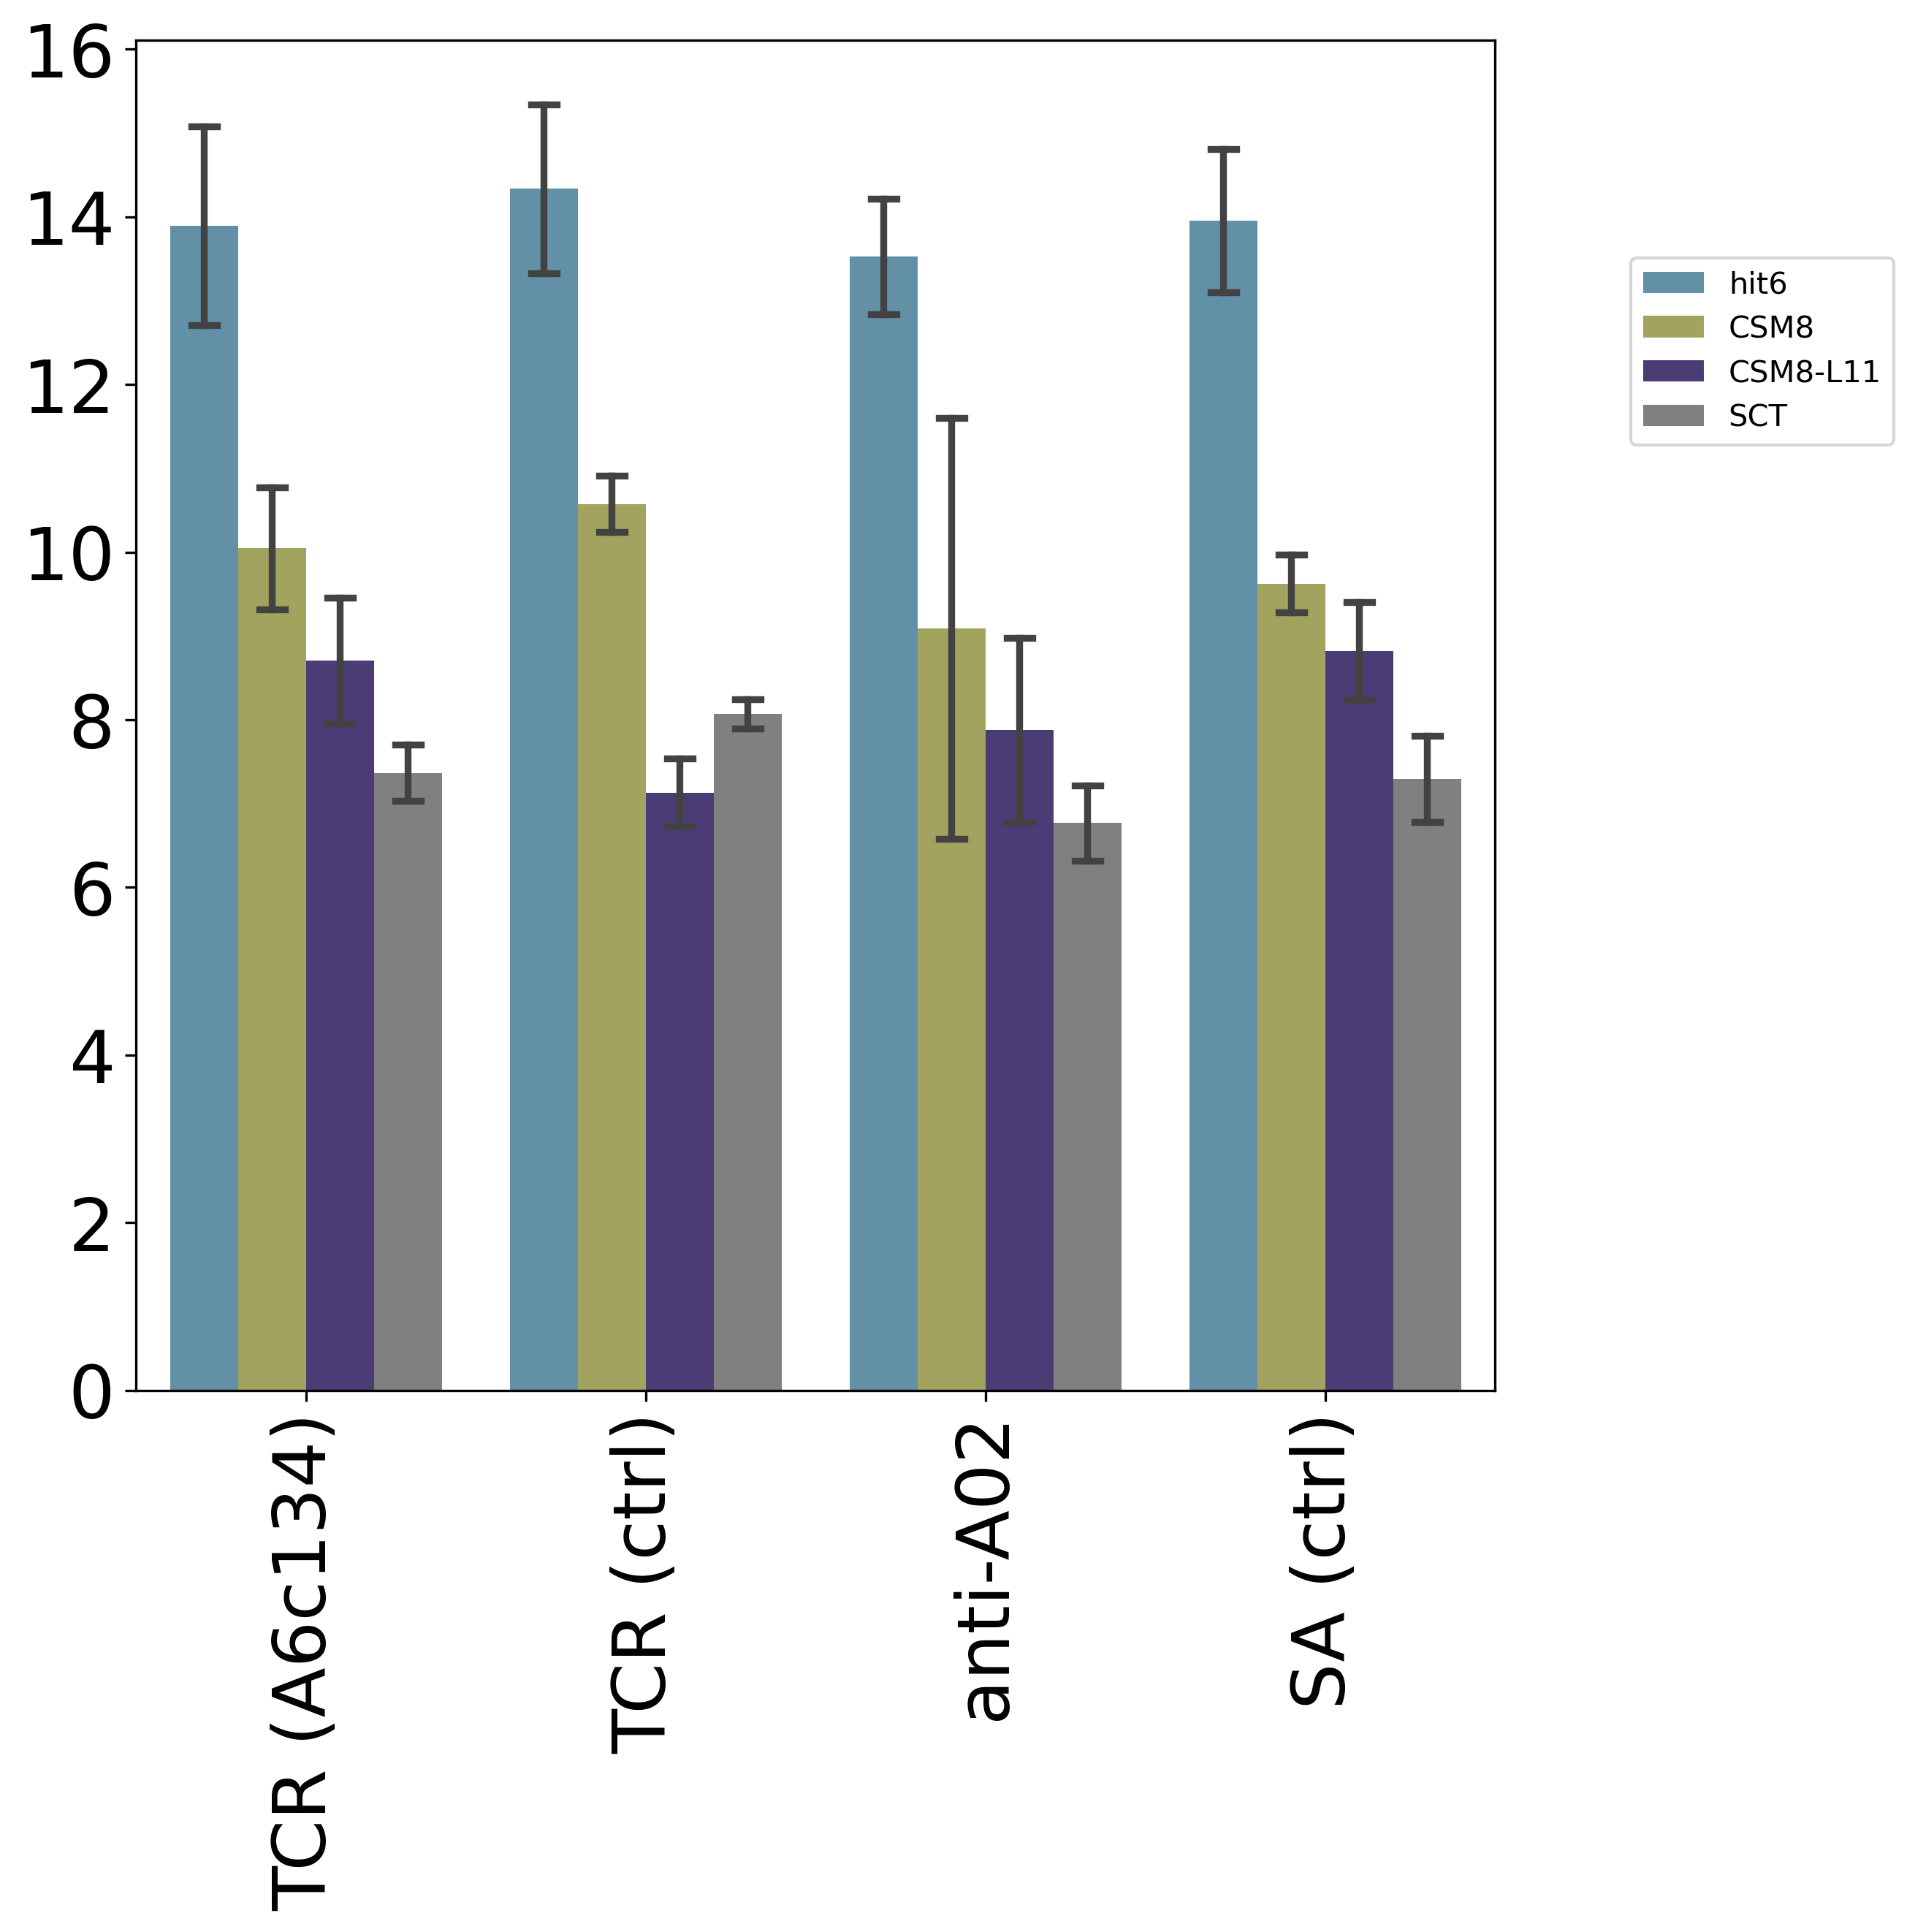 16
14
12
10
8
6
4
2
0
hit6
CSM8
CSM8-L11
SCT
TCR (A6c134)
TCR (ctrl)
anti-A02
SA (ctrl)